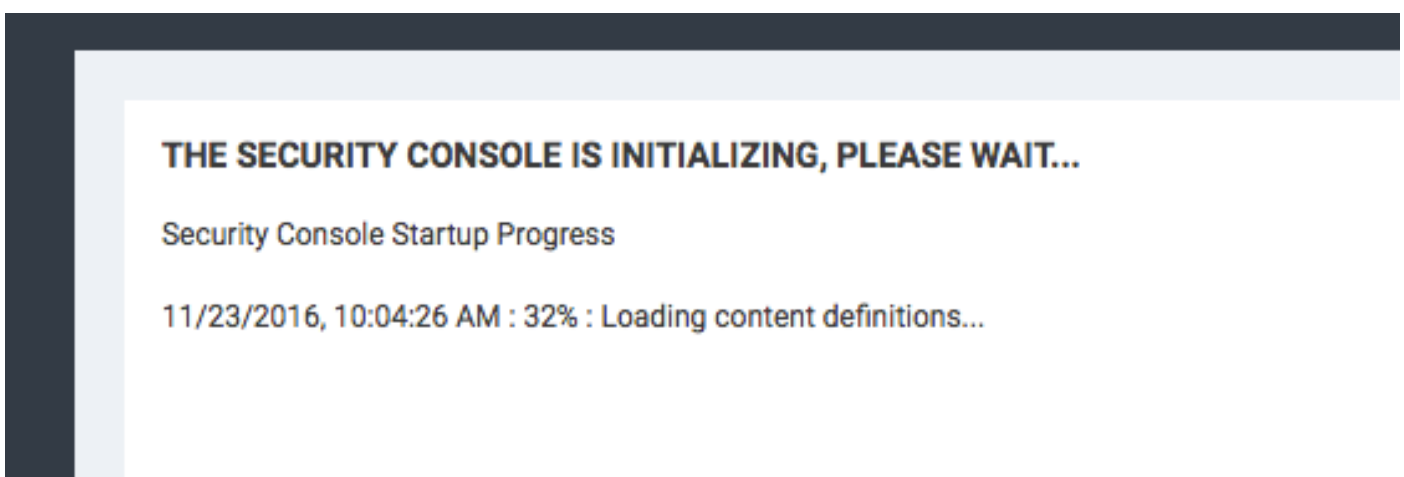 THE SECURITY CONSOLE IS INITIALIZING, PLEASE WAIT...
Security Console Startup Progress
11/23/2016, 10:04:26 AM : 32% : Loading content definitions...